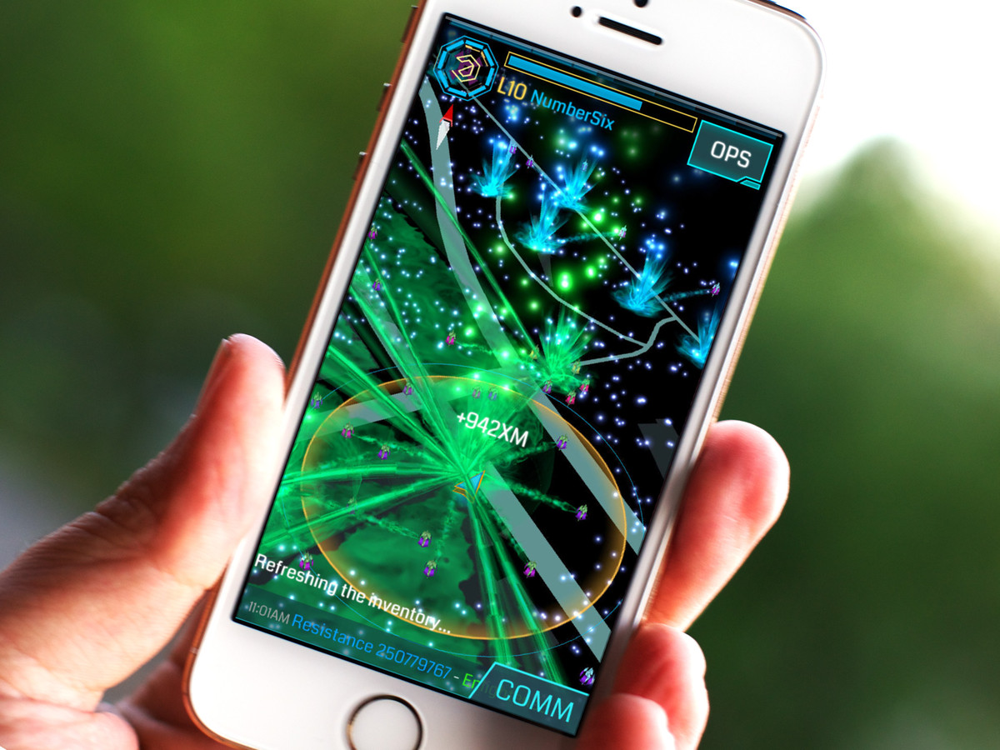 L10 NumberSix
OPS
+942XM
Refreshing the inventory...
11:01AM Resistance 250779767 -
COMM